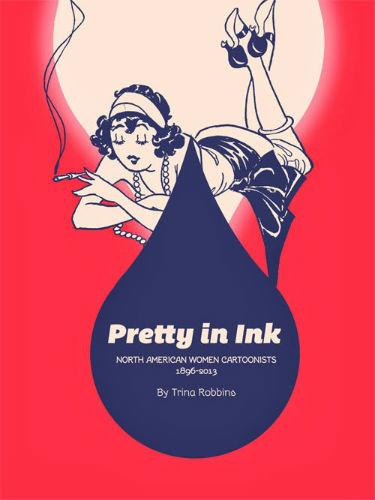 Pretty in Ink
NORTH AMERICAN WOMEN CARTOONISTS
1896-2013
By Trina Robbins